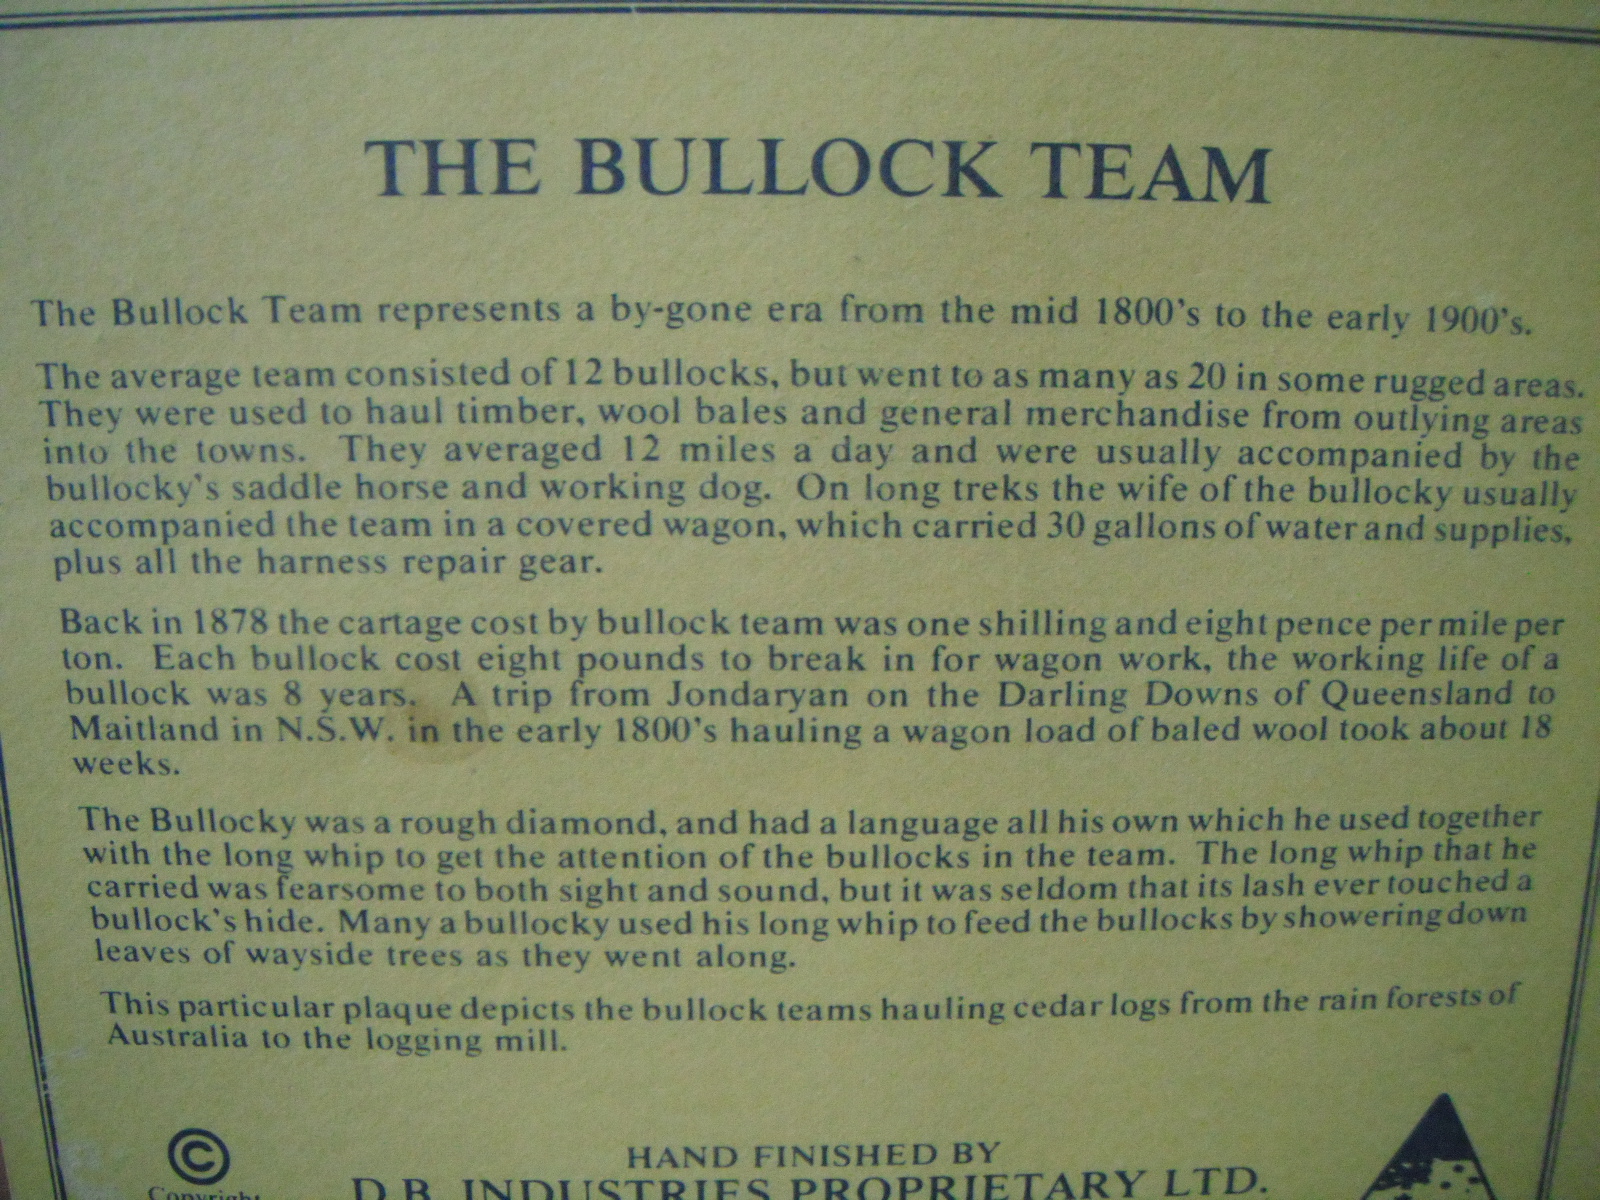 THE BULLOCK TEAM
The Bullock Team represents a by-gone era from the mid 1800's to the early 1900's.
The average team consisted of 12 bullocks, but went to as many as 20 in some rugged areas.
They were used to haul timber, wool bales and general merchandise from outlying areas
into the towns. They averaged 12 miles a day and were usually accompanied by the
bullocky's saddle horse and working dog. On long treks the wife of the bullocky usually
accompanied the team in a covered wagon, which carried 30 gallons of water and supplies,
plus all the harness repair gear.
Back in 1878 the cartage cost by bullock team was one shilling and eight pence per mile per
ton. Each bullock cost eight pounds to break in for wagon work, the working life of a
bullock was 8 years. A trip from Jondaryan on the Darling Downs of Queensland to
Maitland in N.S.W. in the early 1800's hauling a wagon load of baled wool took about 18
weeks.
The Bullocky was a rough diamond, and had a language all his own which he used together
with the long whip to get the attention of the bullocks in the team. The long whip that he
carried was fearsome to both sight and sound, but it was seldom that its lash ever touched a
bullock's hide. Many a bullocky used his long whip to feed the bullocks by showering down
leaves of wayside trees as they went along.
This particular plaque depicts the bullock teams hauling cedar logs from the rain forests of
Australia to the logging mill.
©
Copyright
HAND FINISHED BY
D.B. INDUSTRIES PROPRIETARY LTD.